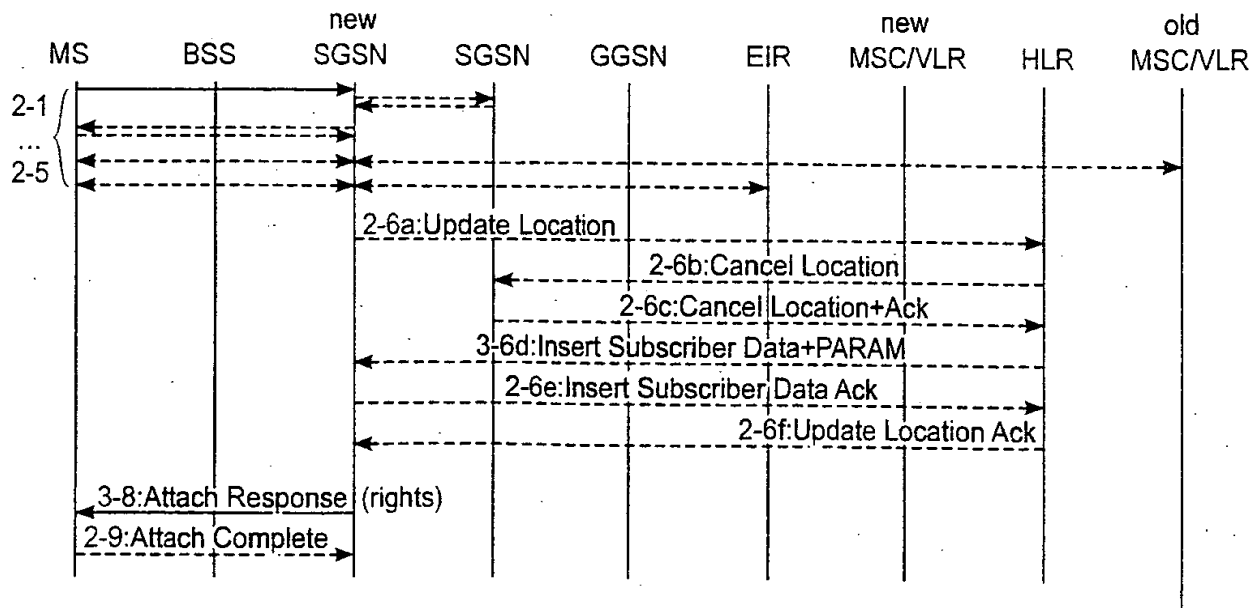 new new old
MS BSS SGSN SGSN GGSN EIR MSC/VLR HLR MSC/VLR
2-1
...
2-5
2-6a:Update Location
2-6b:Cancel Location
2-6c:Cancel Location+Ack
3-6d:Insert Subscriber Data+PARAM
2-6e:Insert Subscriber Data Ack
2-6f:Update Location Ack
3-8:Attach Response (rights)
2-9:Attach Complete